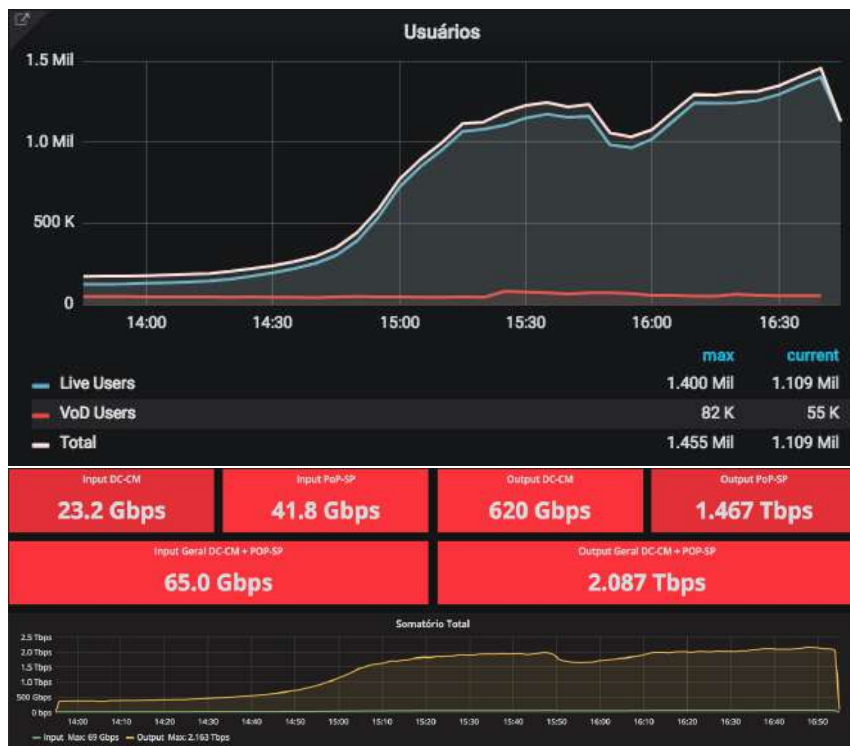 Usuários
1.5 Mil
1.0 Mil
500 K
0
14:00 14:30 15:00 15:30 16:00 16:30
max current
Live Users 1.400 Mil 1.109 Mil
VoD Users 82 K 55 K
Total 1.455 Mil 1.109 Mil
Input DC-CM Input PoP-SP Output DC-CM Output PoP-SP
23.2 Gbps 41.8 Gbps 620 Gbps 1.467 Tbps
Input Geral DC-CM + POP-SP Output Geral DC-CM + POP-SP
65.0 Gbps 2.087 Tbps
Somatório Total
2.5 Tbps
2.0 Tbps
1.5 Tbps
1.0 Tbps
500 Gbps
0 bps
14:00 14:10 14:20 14:30 14:40 14:50 15:00 15:10 15:20 15:30 15:40 15:50 16:00 16:10 16:20 16:30 16:40 16:50
Input Max: 69 Gbps Output Max: 2.163 Tbps